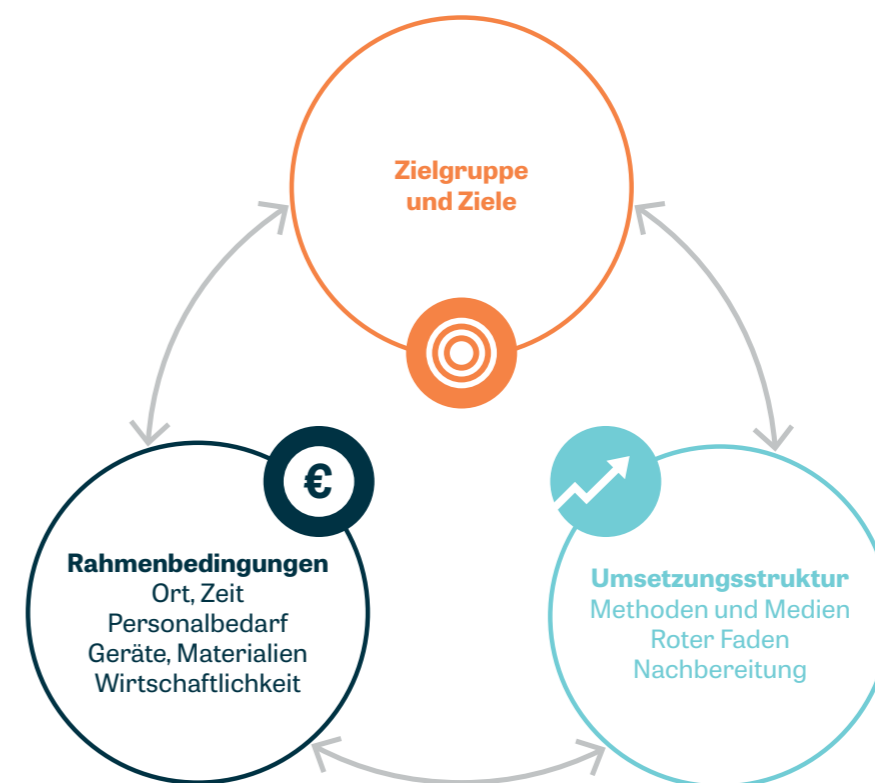 Zielgruppe
und Ziele
€
Rahmenbedingungen
Ort, Zeit
Personalbedarf
Geräte, Materialien
Wirtschaftlichkeit
Umsetzungsstruktur
Methoden und Medien
Roter Faden
Nachbereitung